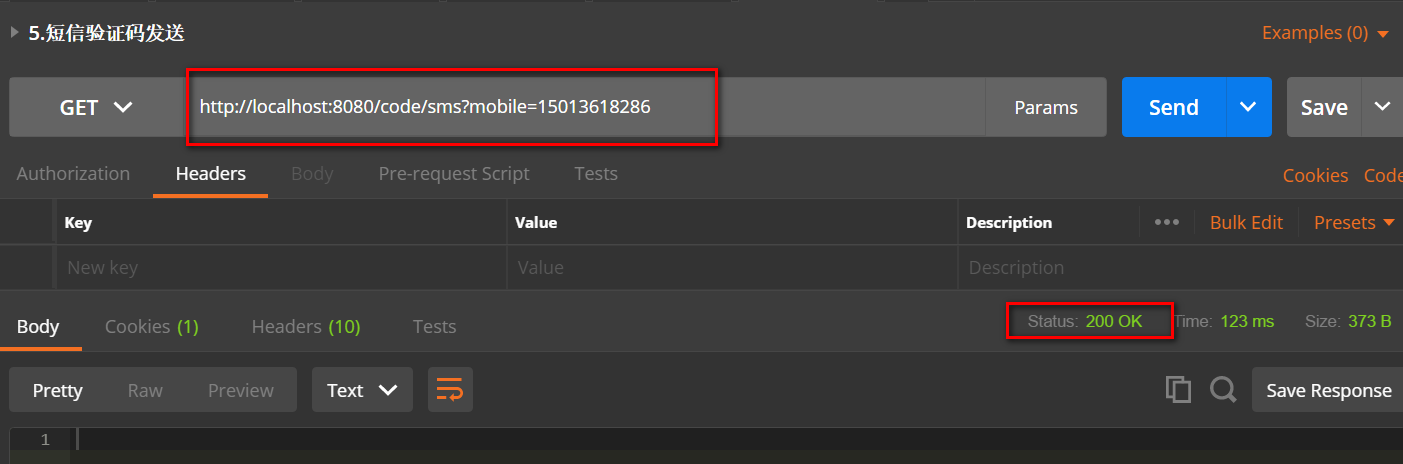 5.短信验证码发送
Examples (0)
GET http://localhost:8080/code/sms?mobile=15013618286 Params Send Save
Authorization Headers Body Pre-request Script Tests Cookies Code
Key Value Description ••• Bulk Edit Presets
New key Value Description
Body Cookies (1) Headers (10) Tests Status: 200 OK Time: 123 ms Size: 373 B
Pretty Raw Preview Text Save Response
1